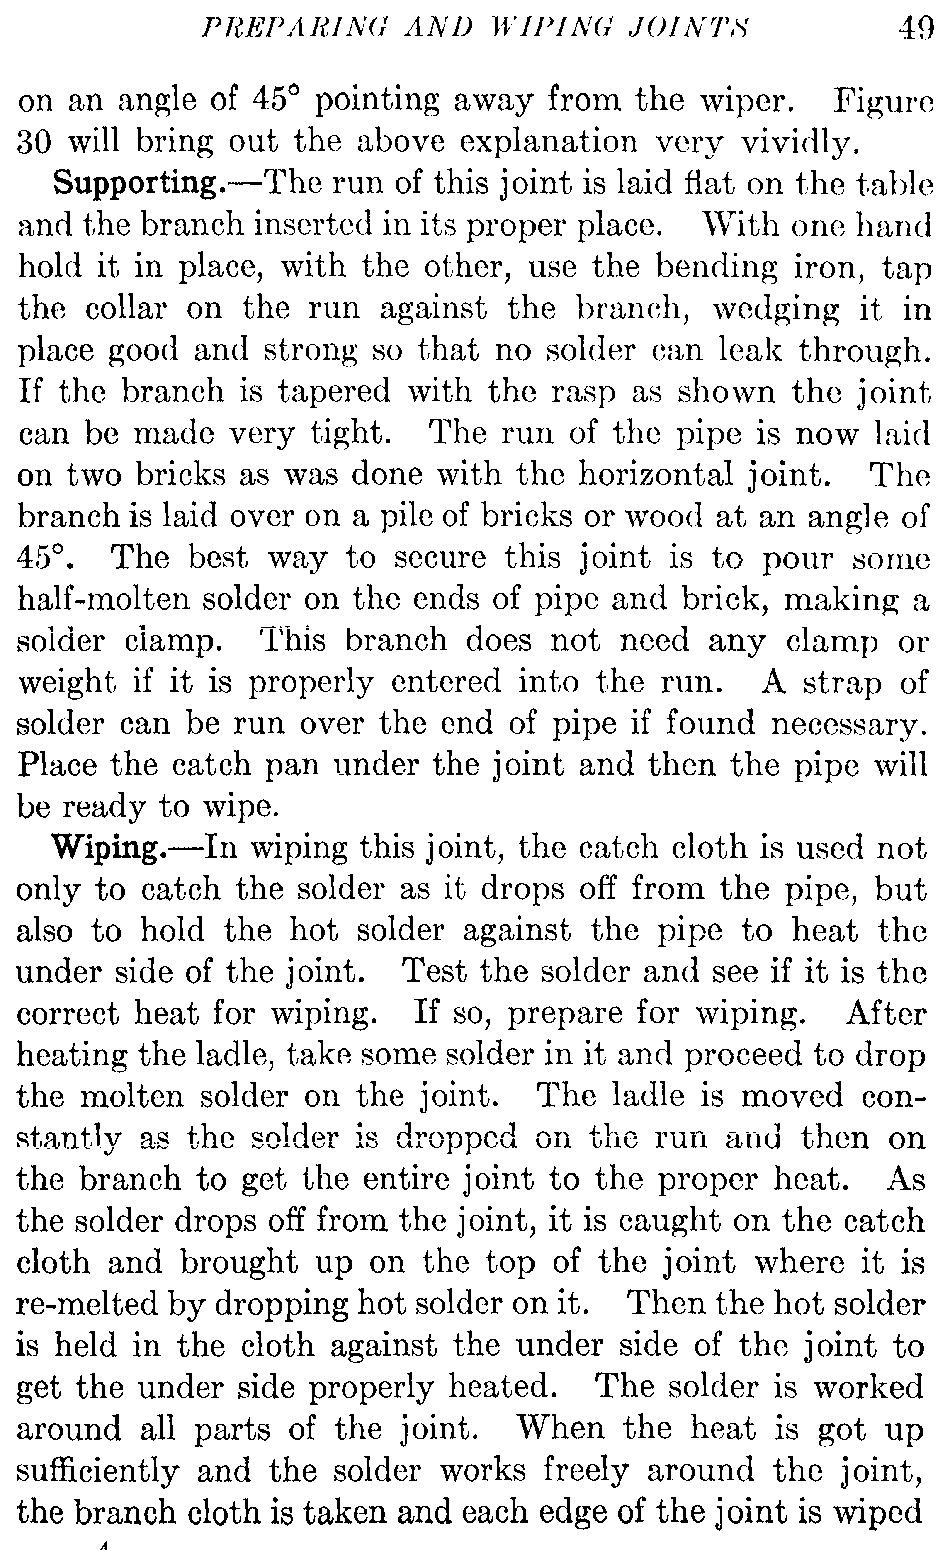 PREPARING AND WIPING JOINTS 49
on an angle of 45° pointing away from the wiper. Figure
30 will bring out the above explanation very vividly.
Supporting.—The run of this joint is laid flat on the table
and the branch inserted in its proper place. With one hand
hold it in place, with the other, use the bending iron, tap
the collar on the run against the branch, wedging it in
place good and strong so that no solder can leak through.
If the branch is tapered with the rasp as shown the joint
can be made very tight. The run of the pipe is now laid
on two bricks as was done with the horizontal joint. The
branch is laid over on a pile of bricks or wood at an angle of
45°. The best way to secure this joint is to pour some
half-molten solder on the ends of pipe and brick, making a
solder clamp. This branch does not need any clamp or
weight if it is properly entered into the run. A strap of
solder can be run over the end of pipe if found necessary.
Place the catch pan under the joint and then the pipe will
be ready to wipe.
Wiping.—In wiping this joint, the catch cloth is used not
only to catch the solder as it drops off from the pipe, but
also to hold the hot solder against the pipe to heat the
under side of the joint. Test the solder and see if it is the
correct heat for wiping. If so, prepare for wiping. After
heating the ladle, take some solder in it and proceed to drop
the molten solder on the joint. The ladle is moved con-
stantly as the solder is dropped on the run and then on
the branch to get the entire joint to the proper heat. As
the solder drops off from the joint, it is caught on the catch
cloth and brought up on the top of the joint where it is
re-melted by dropping hot solder on it. Then the hot solder
is held in the cloth against the under side of the joint to
get the under side properly heated. The solder is worked
around all parts of the joint. When the heat is got up
sufficiently and the solder works freely around the joint,
the branch cloth is taken and each edge of the joint is wiped
4